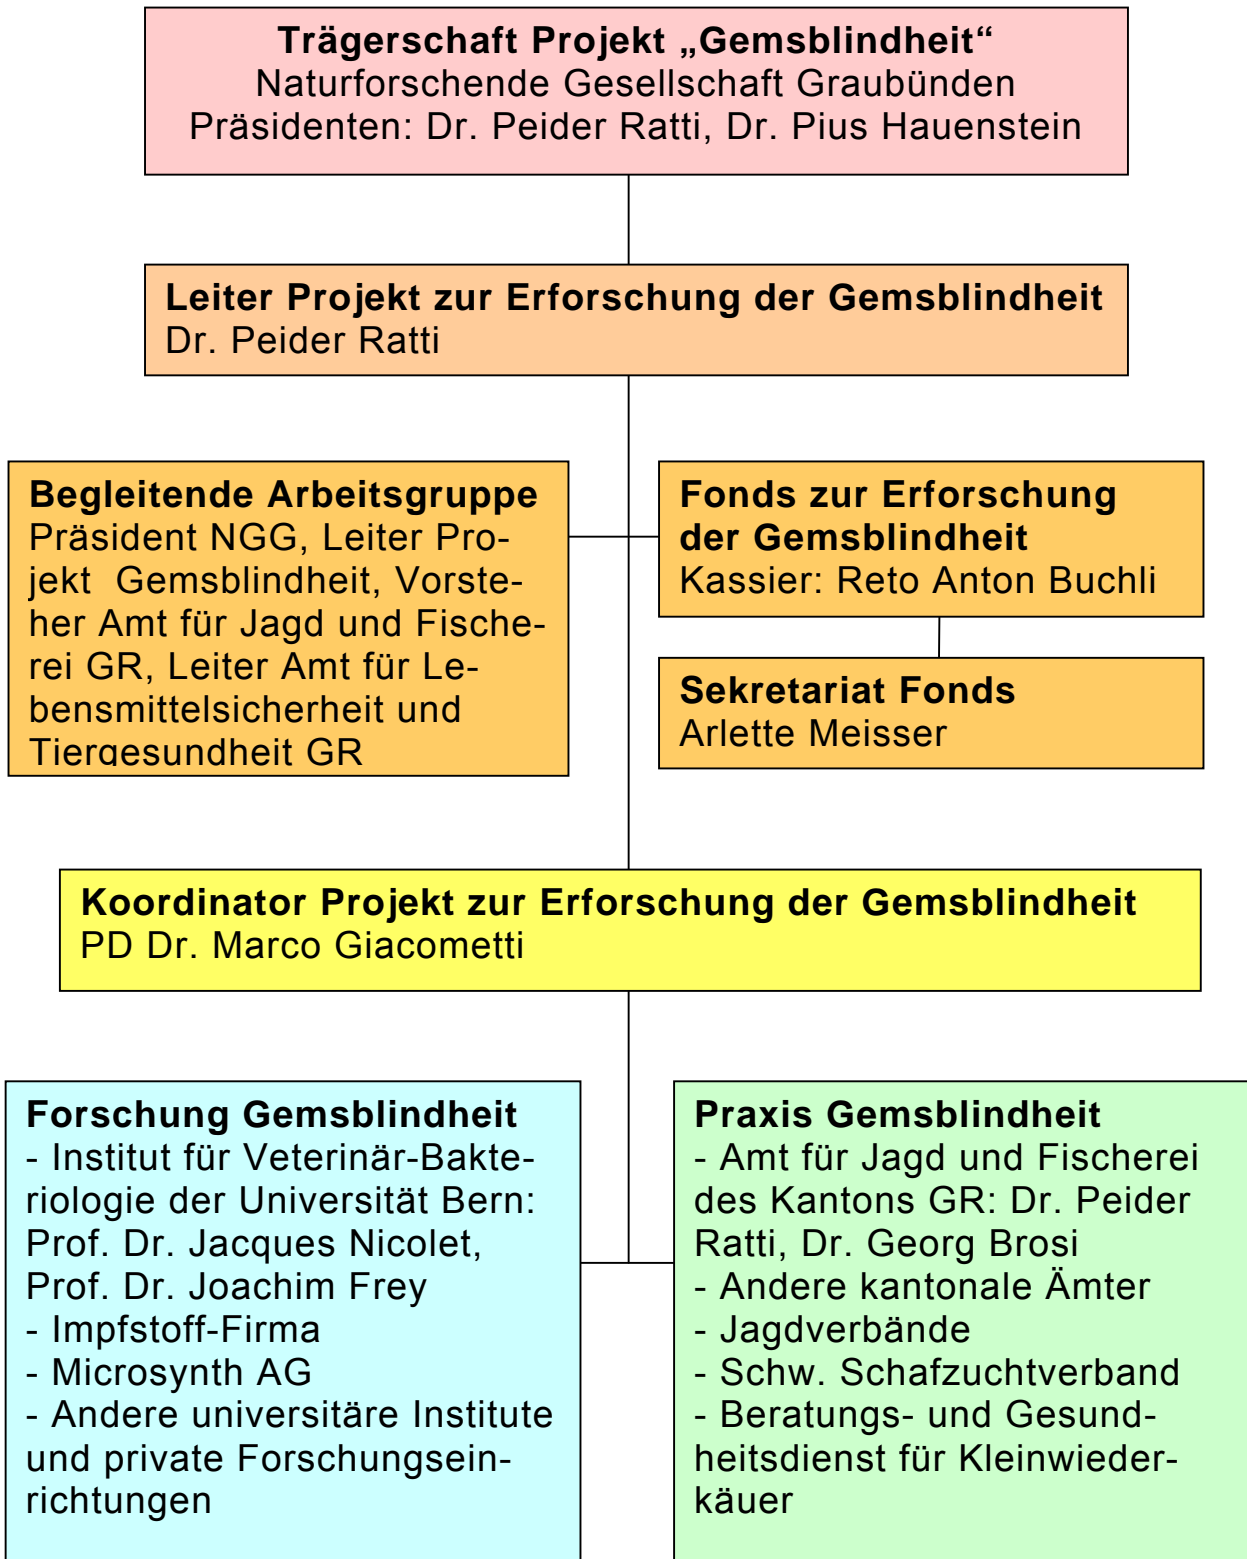 Trägerschaft Projekt „Gemsblindheit“
Naturforschende Gesellschaft Graubünden
Präsidenten: Dr. Peider Ratti, Dr. Pius Hauenstein
Leiter Projekt zur Erforschung der Gemsblindheit
Dr. Peider Ratti
Begleitende Arbeitsgruppe
Präsident NGG, Leiter Pro-
jekt Gemsblindheit, Vorste-
her Amt für Jagd und Fische-
rei GR, Leiter Amt für Le-
bensmittelsicherheit und
Tiergesundheit GR
Fonds zur Erforschung
der Gemsblindheit
Kassier: Reto Anton Buchli
Sekretariat Fonds
Arlette Meisser
Koordinator Projekt zur Erforschung der Gemsblindheit
PD Dr. Marco Giacometti
Forschung Gemsblindheit
- Institut für Veterinär-Bakte-
riologie der Universität Bern:
Prof. Dr. Jacques Nicolet,
Prof. Dr. Joachim Frey
- Impfstoff-Firma
- Microsynth AG
- Andere universitäre Institute
und private Forschungsein-
richtungen
Praxis Gemsblindheit
- Amt für Jagd und Fischerei
des Kantons GR: Dr. Peider
Ratti, Dr. Georg Brosi
- Andere kantonale Ämter
- Jagdverbände
- Schw. Schafzuchtverband
- Beratungs- und Gesund-
heitsdienst für Kleinwieder-
käuer